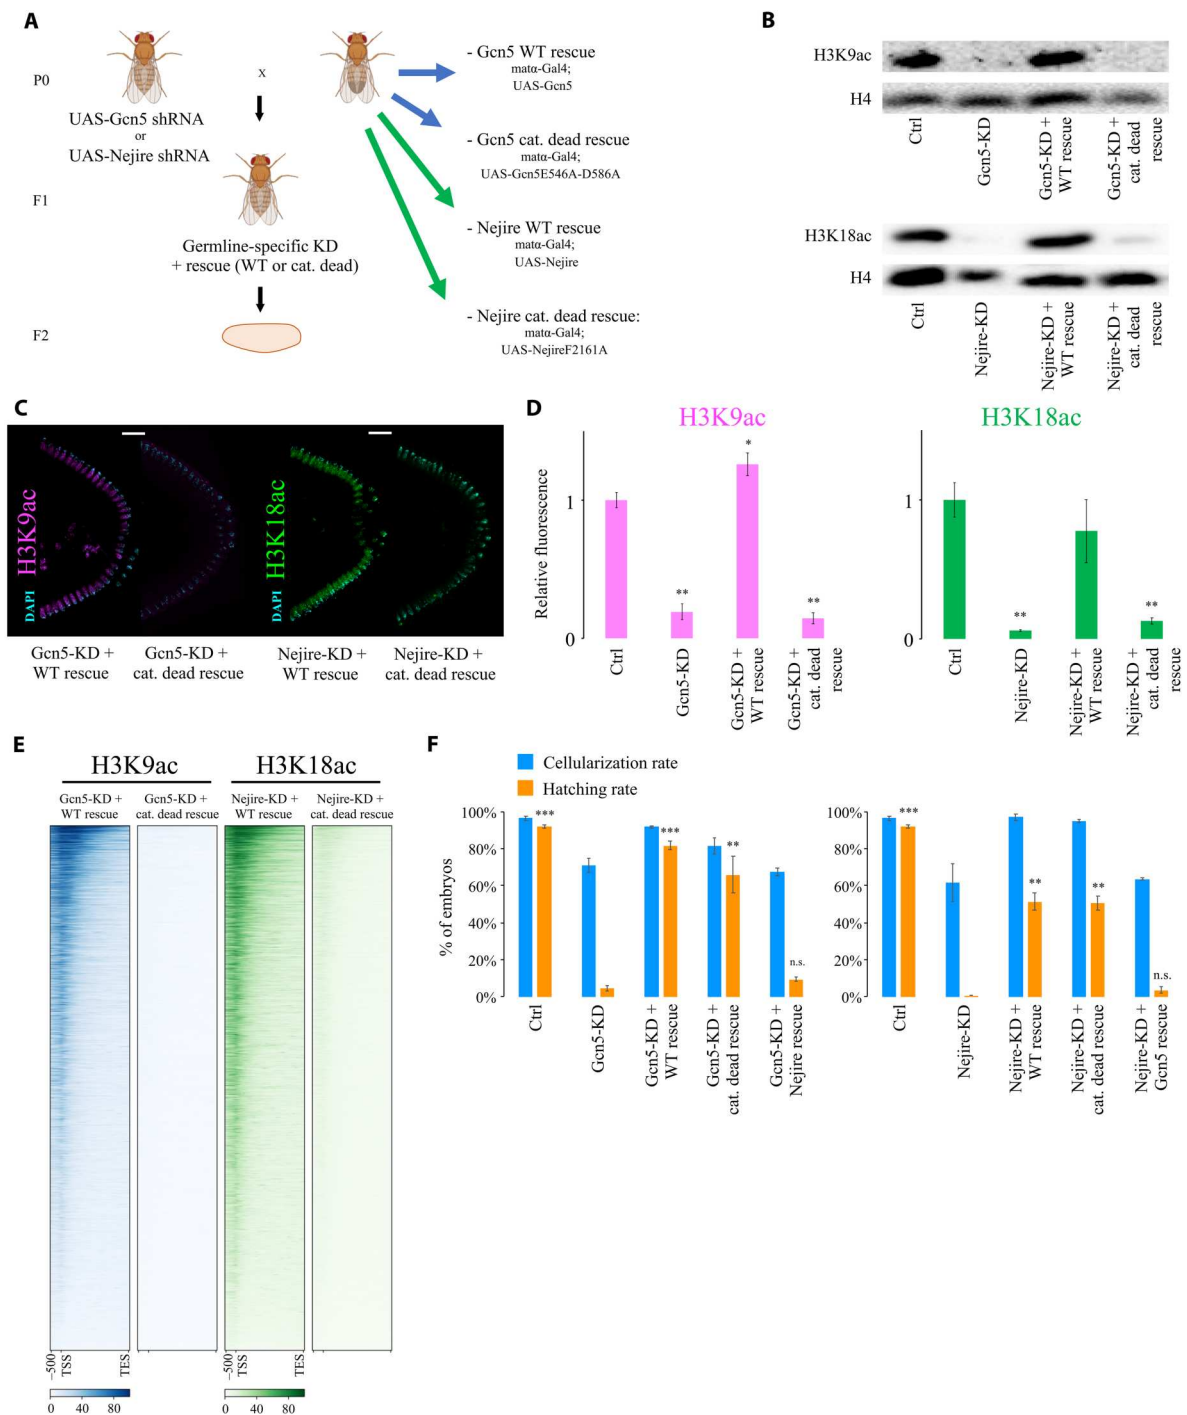 A
P0
F1
F2
x
UAS-Gcn5 shRNA
or
UAS-Nejire shRNA
Germline-specific KD
+ rescue (WT or cat. dead)
- Gcn5 WT rescue
matα-Gal4;
UAS-Gcn5
- Gcn5 cat. dead rescue
matα-Gal4;
UAS-Gcn5E546A-D586A
- Nejire WT rescue
matα-Gal4;
UAS-Nejire
- Nejire cat. dead rescue:
matα-Gal4;
UAS-NejireF2161A
B
H3K9ac
H4
Ctrl
Gcn5-KD
Gcn5-KD +
WT rescue
Gcn5-KD +
cat. dead
rescue
H3K18ac
H4
Ctrl
Nejire-KD
Nejire-KD +
WT rescue
Nejire-KD +
cat. dead
rescue
C
DAPI
H3K9ac
DAPI
H3K18ac
Gcn5-KD +
WT rescue
Gcn5-KD +
cat. dead rescue
Nejire-KD +
WT rescue
Nejire-KD +
cat. dead rescue
D
H3K9ac
Relative fluorescence
1
0
**
*
**
Ctrl
Gcn5-KD
Gcn5-KD +
WT rescue
Gcn5-KD +
cat. dead
rescue
H3K18ac
1
0
**
**
Ctrl
Nejire-KD
Nejire-KD +
WT rescue
Nejire-KD +
cat. dead
rescue
E
H3K9ac
H3K18ac
Gcn5-KD +
WT rescue
Gcn5-KD +
cat. dead rescue
Nejire-KD +
WT rescue
Nejire-KD +
cat. dead rescue
−500
TSS
TES
−500
TSS
TES
0 40 80
0 40 80
F
Cellularization rate
Hatching rate
% of embryos
100%
80%
60%
40%
20%
0%
***
***
**
n.s.
Ctrl
Gcn5-KD
Gcn5-KD +
WT rescue
Gcn5-KD +
cat. dead rescue
Gcn5-KD +
Nejire rescue
100%
80%
60%
40%
20%
0%
***
**
**
n.s.
Ctrl
Nejire-KD
Nejire-KD +
WT rescue
Nejire-KD +
cat. dead rescue
Nejire-KD +
Gcn5 rescue